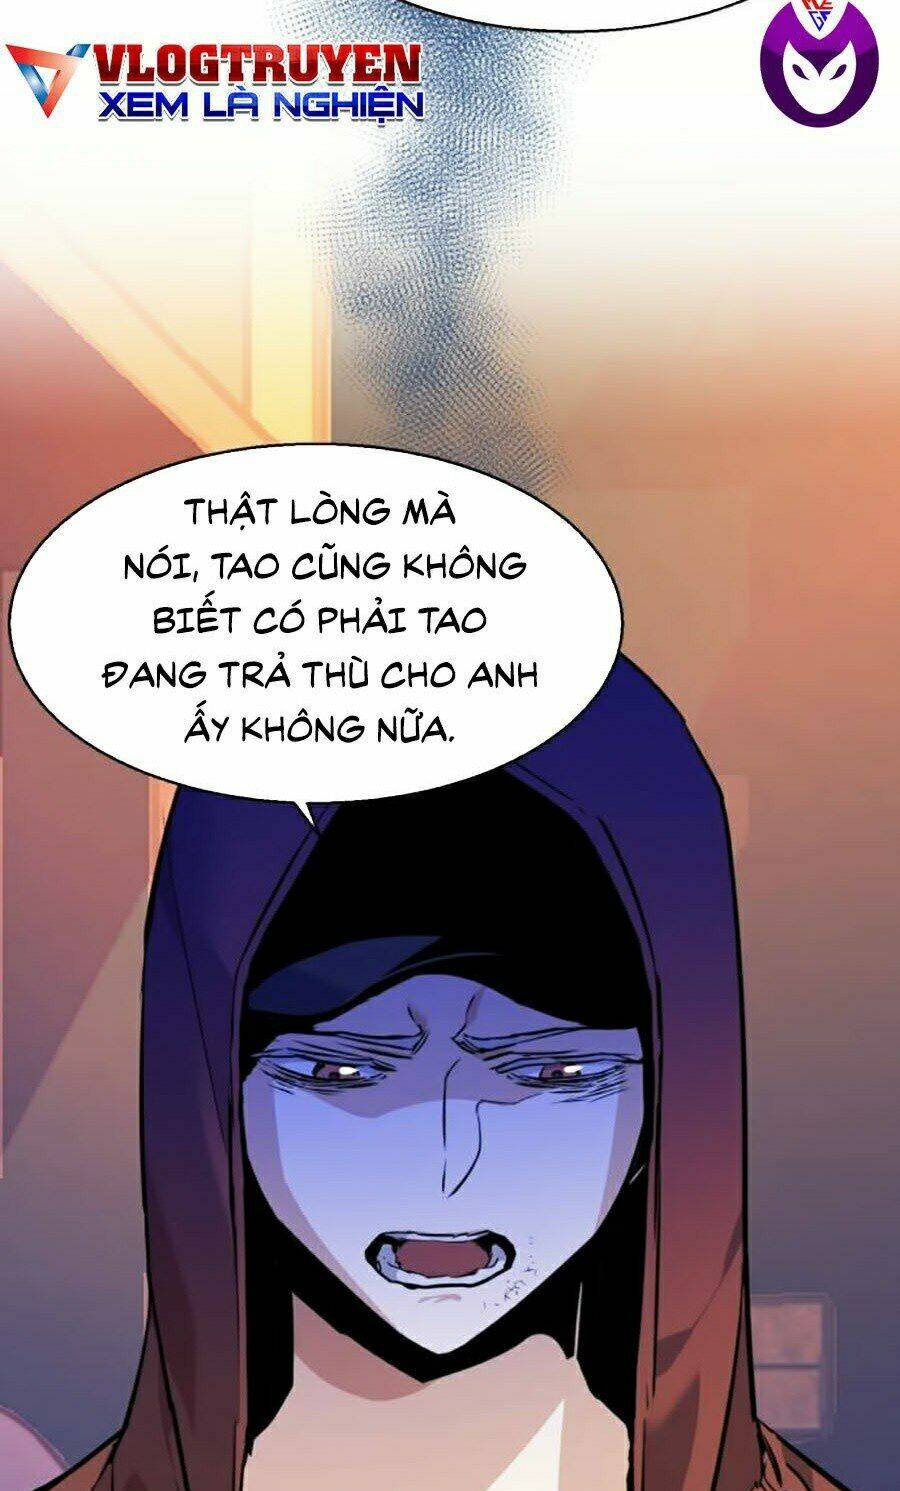 VLOGTRUYEN
XEM LÀ NGHIỆN
THẬT LÒNG MÀ
NÓI, TAO CŨNG KHÔNG
BIẾT CÓ PHẢI TAO
ĐANG TRẢ THÙ CHO ANH
ẤY KHÔNG NỮA.